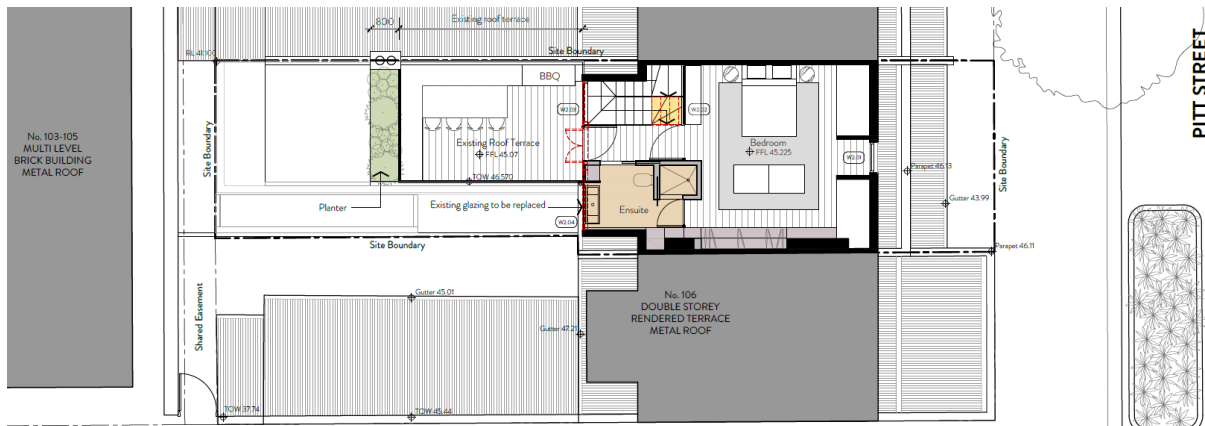 800
Existing roof terrace
RL 41.100
Site Boundary
BBQ
PITT STREET
W2.03
W2.02
No. 103-105
MULTI LEVEL
BRICK BUILDING
METAL ROOF
Existing Roof Terrace
FFL 45.07
Bedroom
FFL 45.225
W2.01
Site Boundary
Parapet 46.13
Site Boundary
TOW 46.570
Planter
Existing glazing to be replaced
Ensuite
W2.04
Gutter 43.99
Site Boundary
Parapet 46.11
Shared Easement
Gutter 45.01
No. 106
DOUBLE STOREY
RENDERED TERRACE
METAL ROOF
Gutter 47.21
TOW 37.74
TOW 45.44